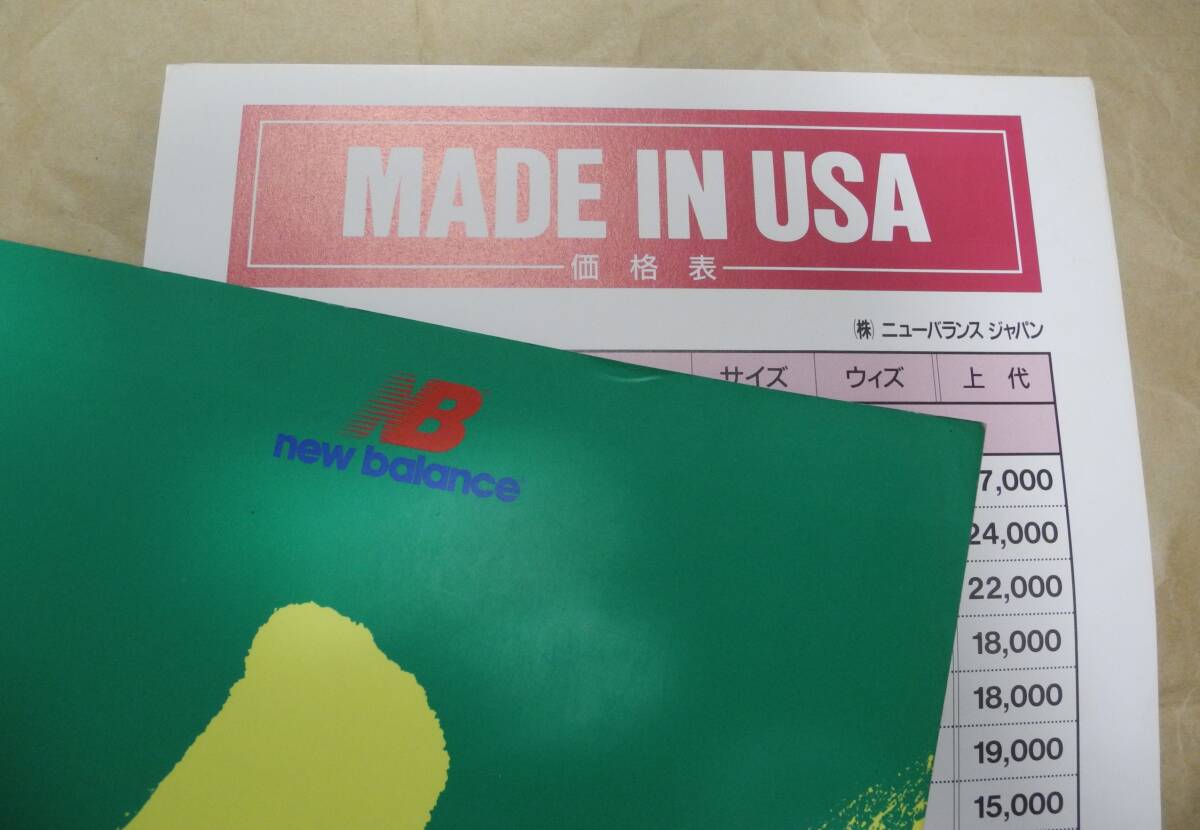 MADE IN USA
価格表
㈱ ニューバランス ジャパン
サイズ ウィズ 上代
NB
new balance
7,000
24,000
22,000
18,000
18,000
19,000
15,000